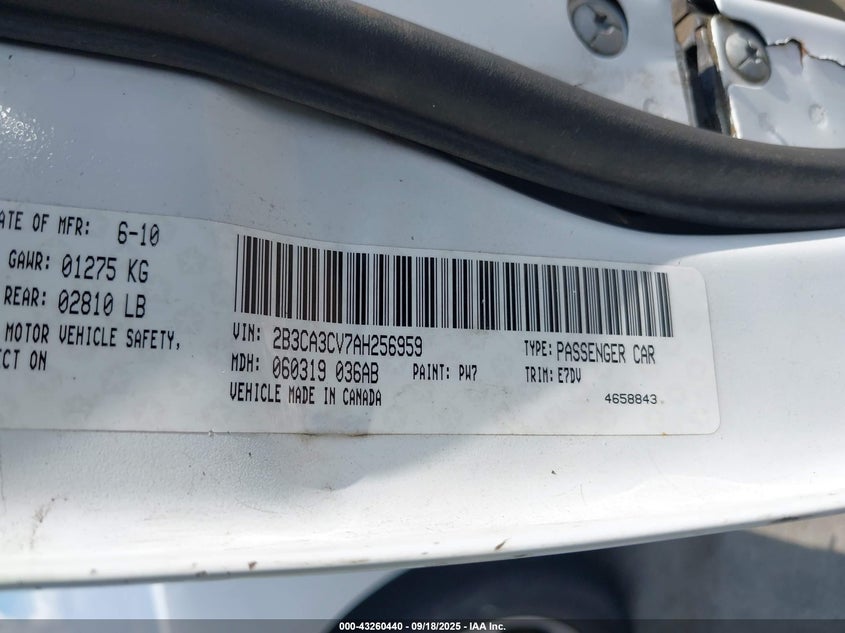 ATE OF MFR: 6-10
GAWR: 01275 KG
REAR: 02810 LB
MOTOR VEHICLE SAFETY,
ECT ON
VIN: 2B3CA3CV7AH256959 TYPE: PASSENGER CAR
MDH: 060319 036AB PAINT: PW7 TRIM: E7DV
VEHICLE MADE IN CANADA 4658843
000-43260440 - 09/18/2025 - IAA Inc.